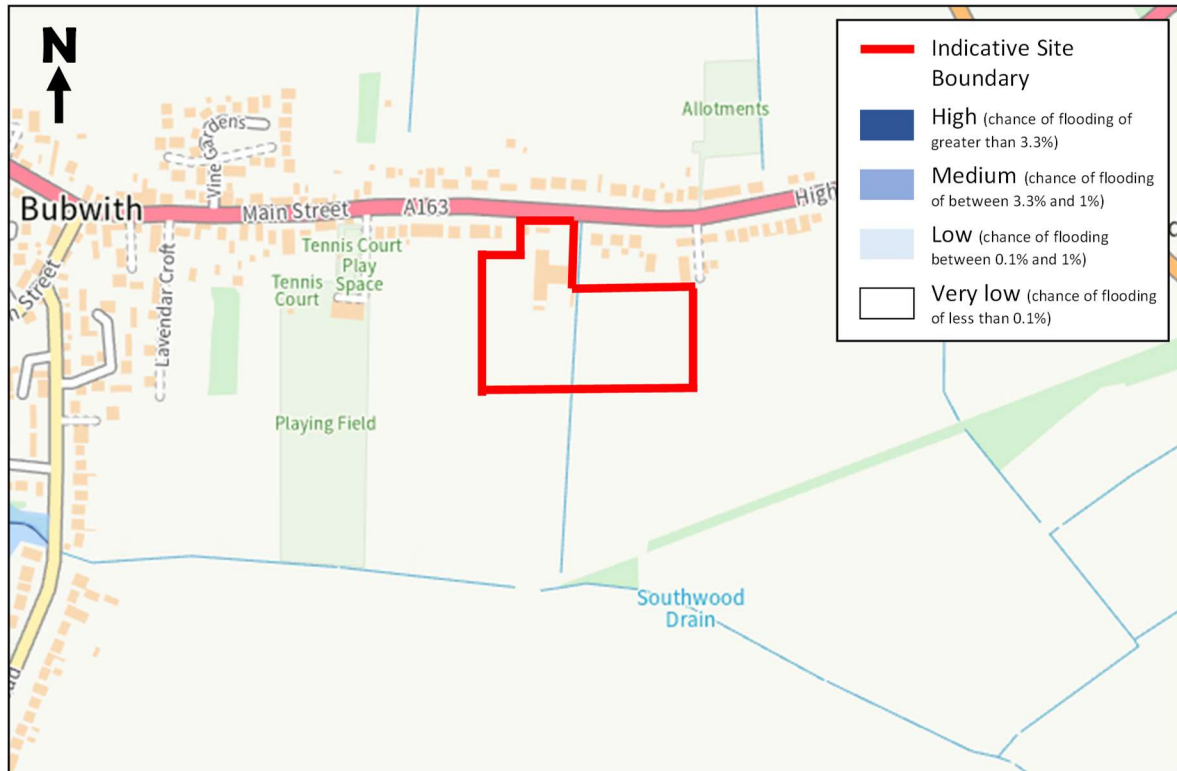 N
Indicative Site
Boundary
High (chance of flooding of
greater than 3.3%)
Medium (chance of flooding
of between 3.3% and 1%)
Low (chance of flooding
between 0.1% and 1%)
Very low (chance of flooding
of less than 0.1%)
Allotments
Vine Gardens
Bubwith
Main Street
A163
High
Tennis Court
Play
Space
Tennis
Court
Lavendar Croft
Street
Playing Field
Southwood
Drain